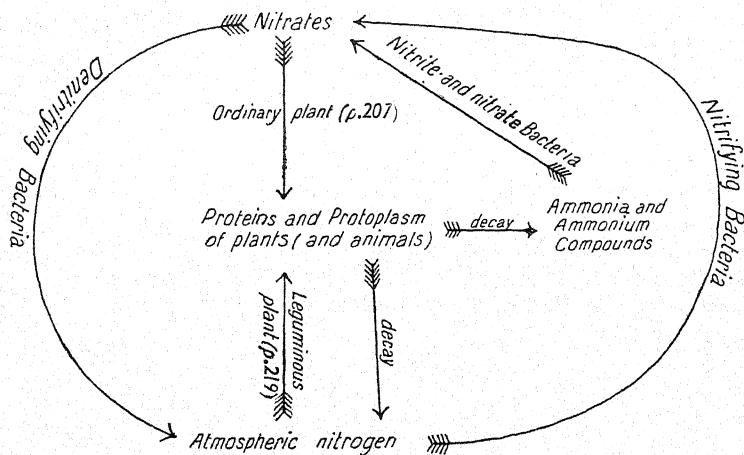 Nitrates
Denitrifying
Bacteria
Nitrite-and nitrate Bacteria
Nitrifying Bacteria
Ordinary plant (p.207)
Proteins and Protoplasm
of plants (and animals)
decay
Ammonia and
Ammonium
Compounds
Leguminous
plant (p.219)
decay
Atmospheric nitrogen